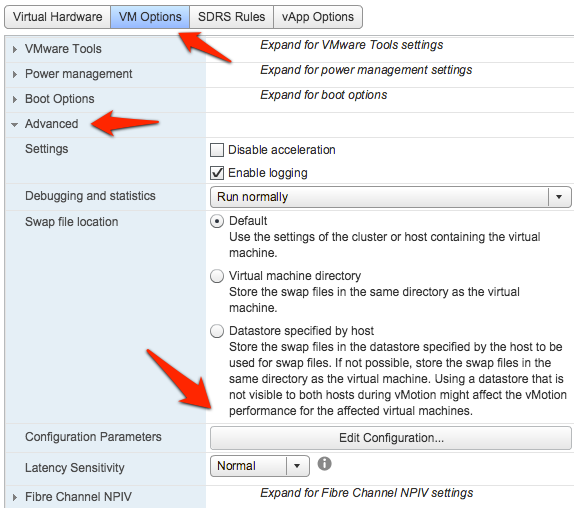 Virtual Hardware VM Options SDRS Rules vApp Options
VMware Tools Expand for VMware Tools settings
Power management Expand for power management settings
Boot Options Expand for boot options
Advanced
Settings Disable acceleration
Enable logging
Debugging and statistics Run normally
Swap file location Default
Use the settings of the cluster or host containing the virtual
machine.
Virtual machine directory
Store the swap files in the same directory as the virtual
machine.
Datastore specified by host
Store the swap files in the datastore specified by the host to be
used for swap files. If not possible, store the swap files in the
same directory as the virtual machine. Using a datastore that is
not visible to both hosts during vMotion might affect the vMotion
performance for the affected virtual machines.
Configuration Parameters Edit Configuration...
Latency Sensitivity Normal
Fibre Channel NPIV Expand for Fibre Channel NPIV settings